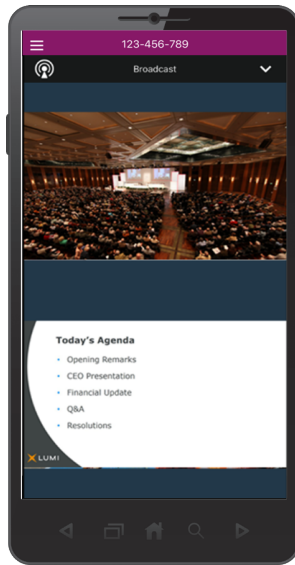 123-456-789
Broadcast
Today's Agenda
• Opening Remarks
• CEO Presentation
• Financial Update
• Q&A
• Resolutions
LUMI